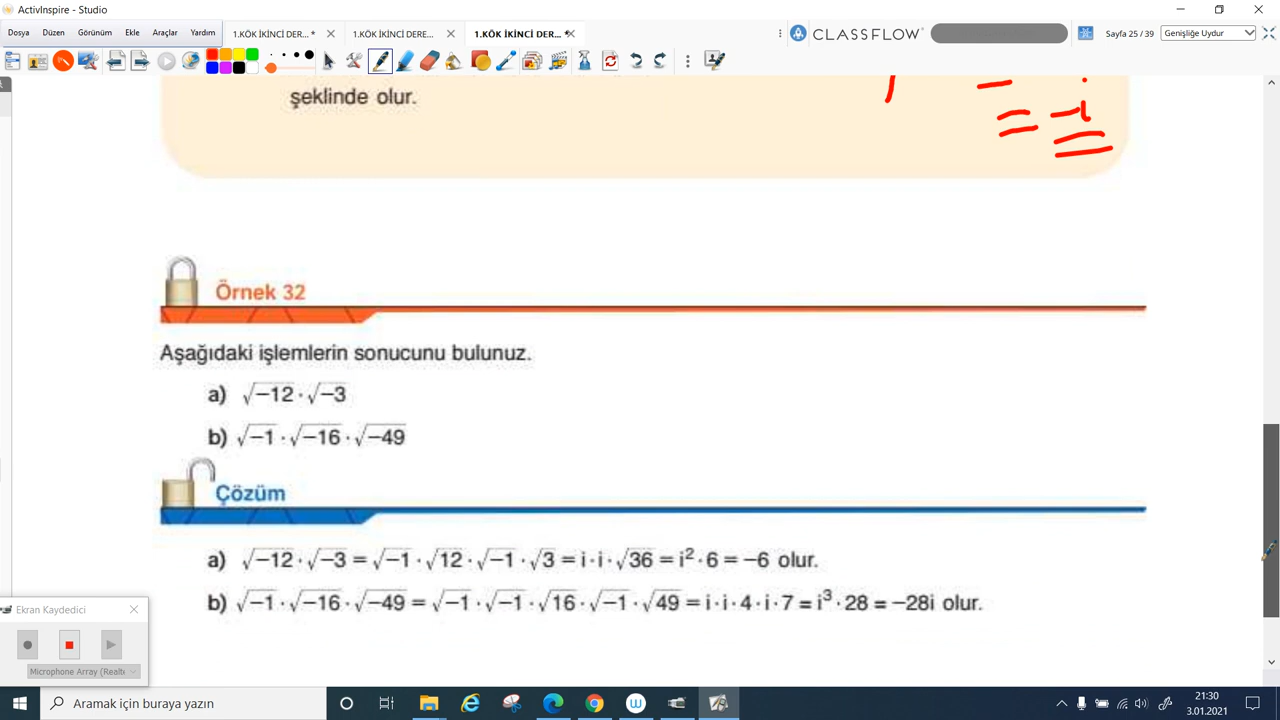 ActivInspire - Studio
Dosya Düzen Görünüm Ekle Araçlar Yardım
1.KÖK İKİNCİ DER... * 1.KÖK İKİNCİ DERE... 1.KÖK İKİNCİ DER... *
CLASSFLOW
Sayfa 25 / 39 Genişliğe Uydur
şeklinde olur.
= -i
Örnek 32
Aşağıdaki işlemlerin sonucunu bulunuz.
a) √−12 · √−3
b) √−1 · √−16 · √−49
Çözüm
a) √−12 · √−3 = √−1 · √12 · √−1 · √3 = i · i · √36 = i² · 6 = −6 olur.
b) √−1 · √−16 · √−49 = √−1 · √−1 · √16 · √−1 · √49 = i · i · 4 · i · 7 = i³ · 28 = −28i olur.
Ekran Kaydedici
Microphone Array (Realte
Aramak için buraya yazın
21:30
3.01.2021